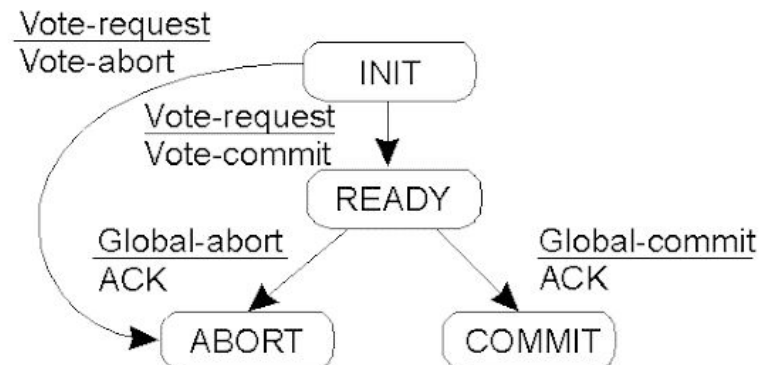 Vote-request
Vote-abort
INIT
Vote-request
Vote-commit
READY
Global-abort
ACK
Global-commit
ACK
ABORT
COMMIT